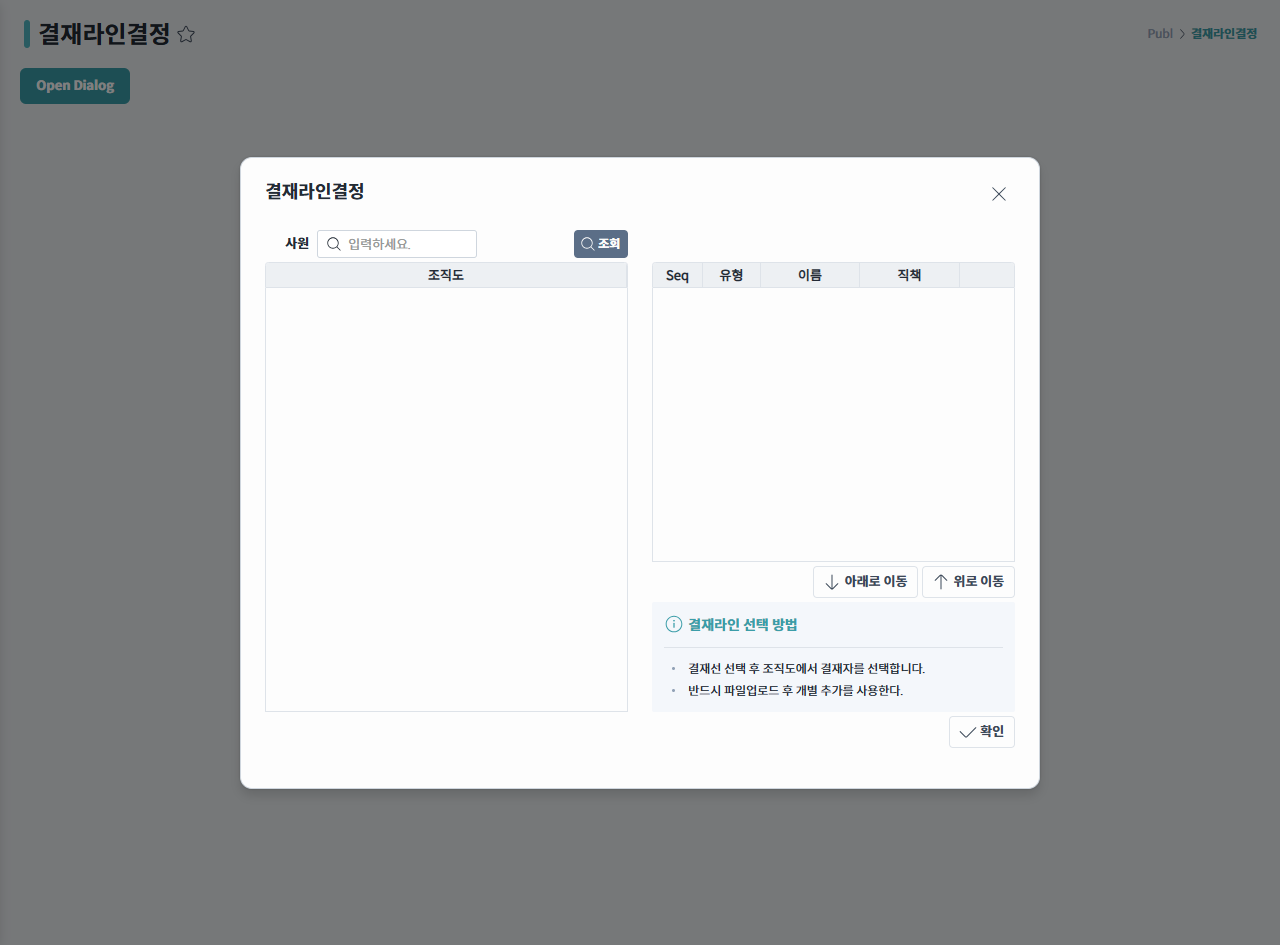 결재라인결정
Publ
결재라인결정
Open Dialog
결재라인결정
사원
입력하세요.
조회
조직도
Seq 유형 이름 직책
아래로 이동
위로 이동
결재라인 선택 방법
결재선 선택 후 조직도에서 결재자를 선택합니다.
반드시 파일업로드 후 개별 추가를 사용한다.
확인